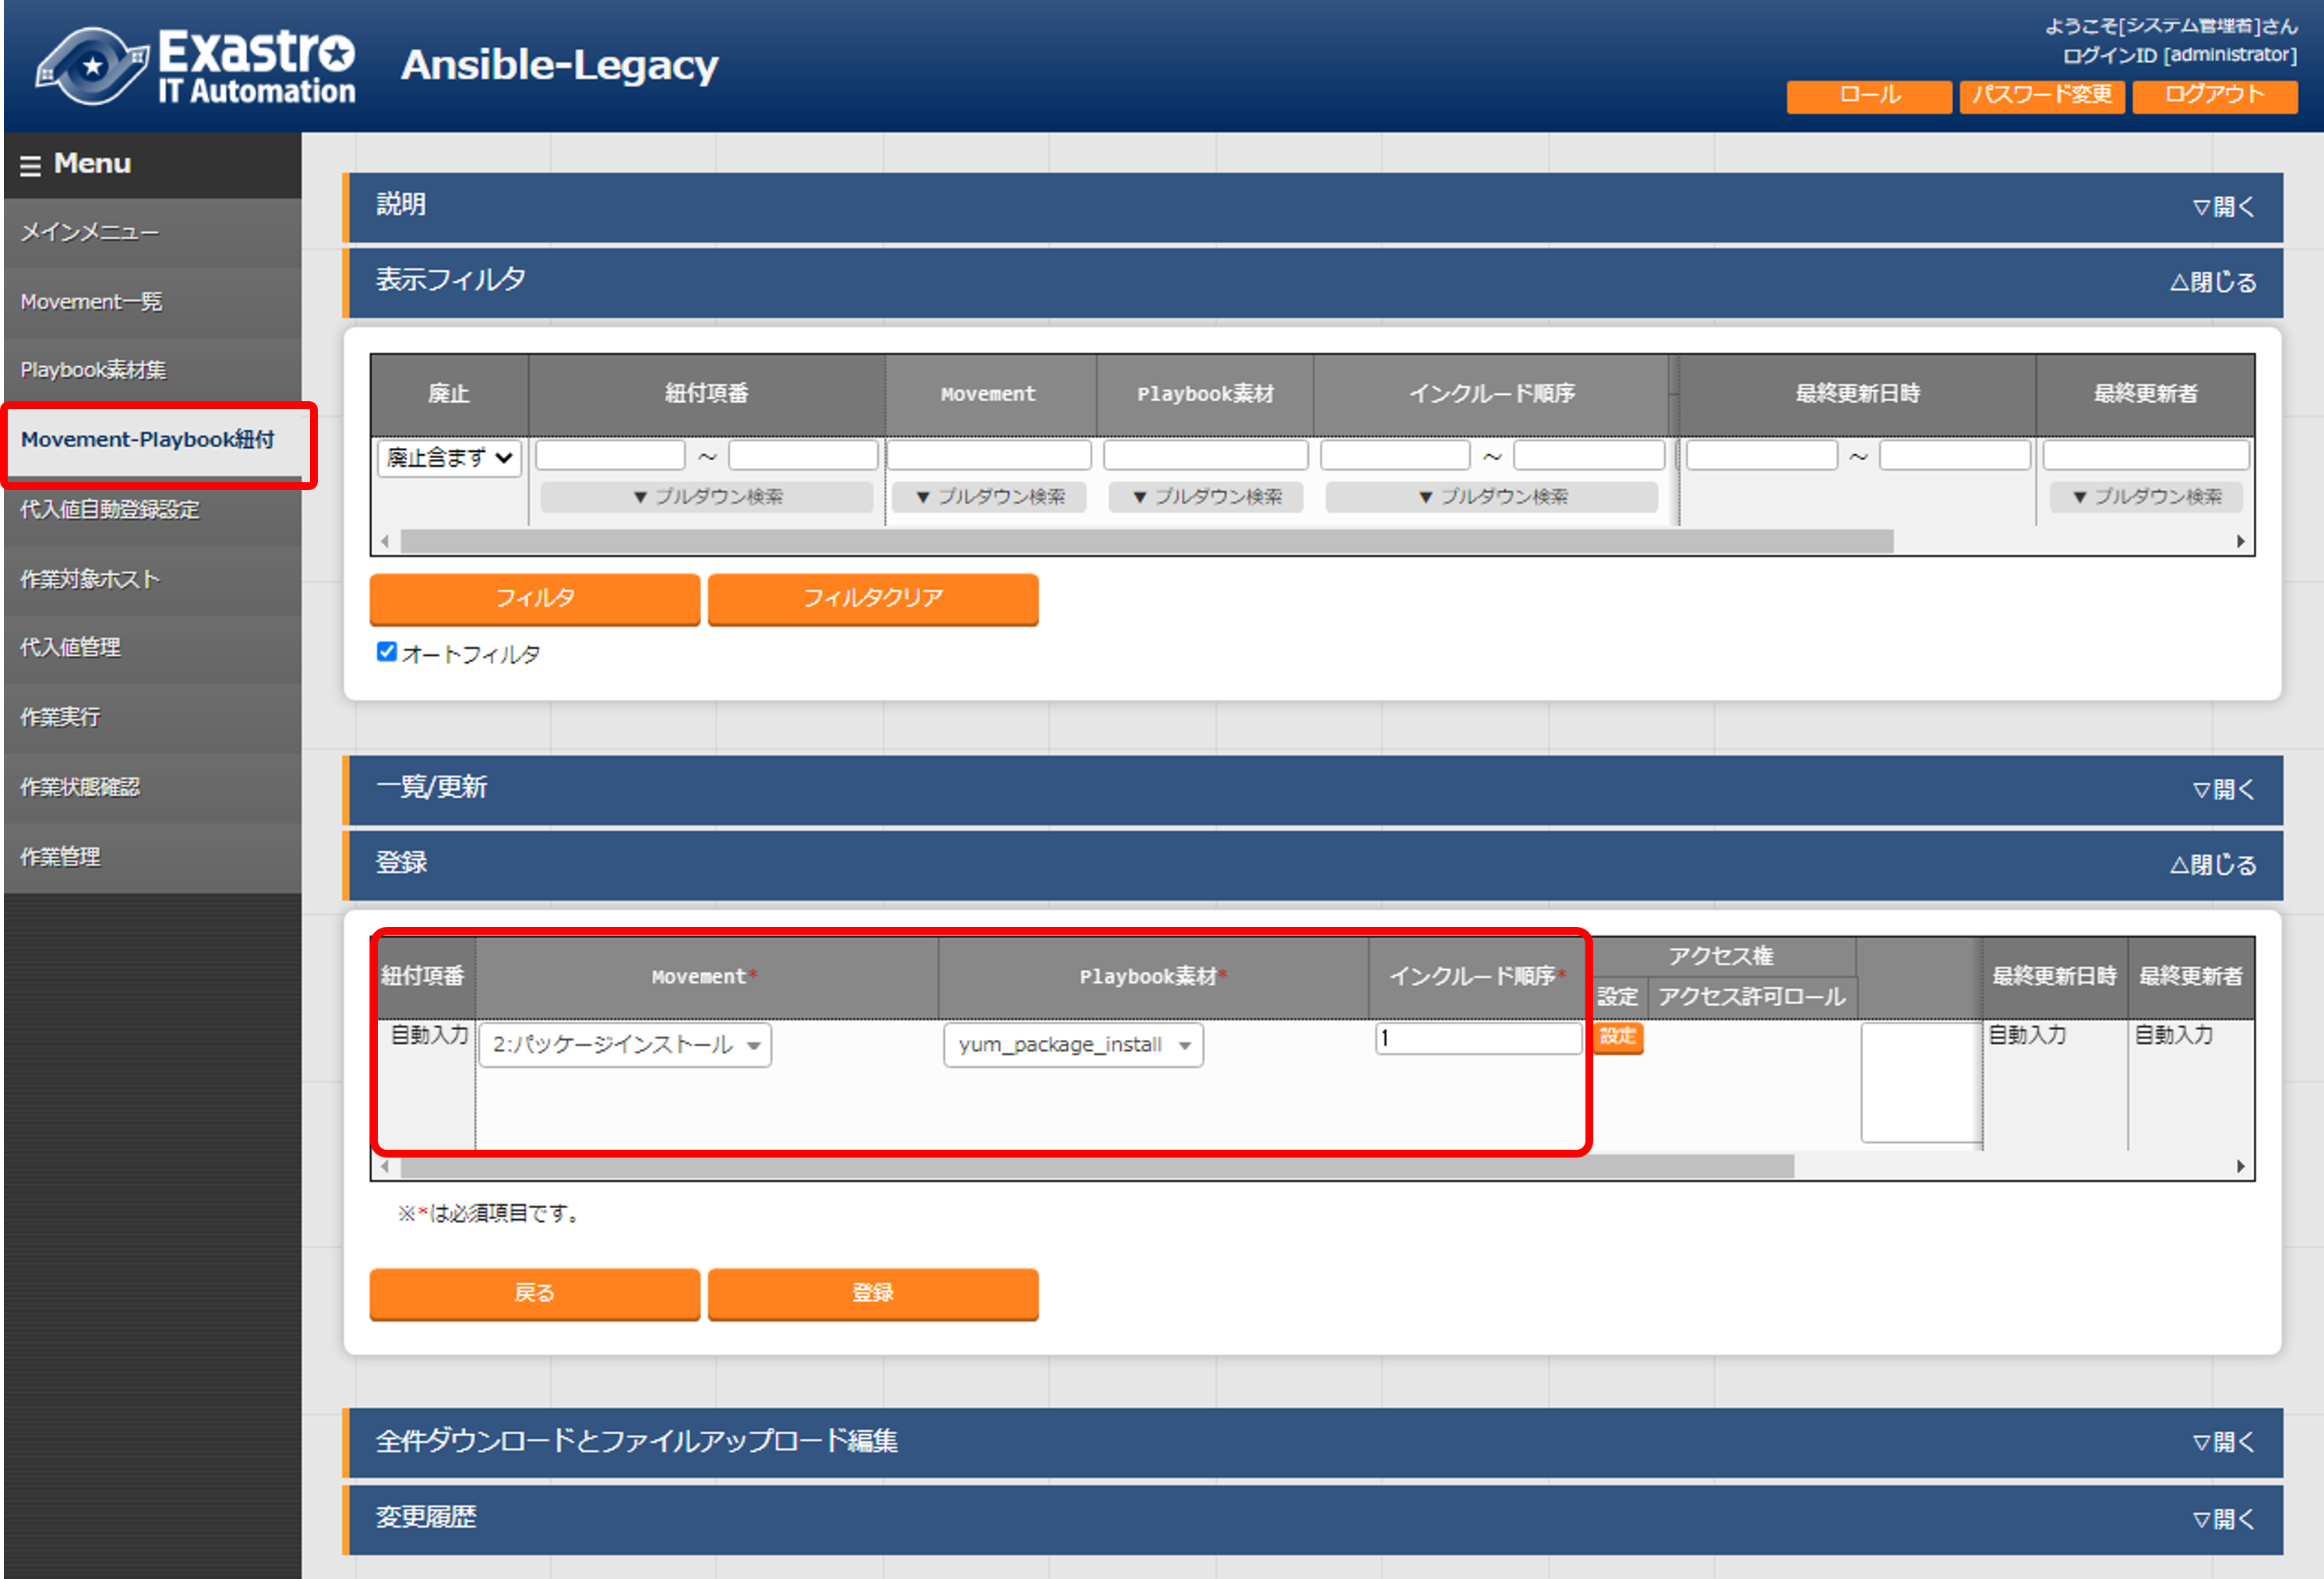 Exastro
IT Automation
Ansible-Legacy
ようこそ[システム管理者]さん
ログインID [administrator]
ロール パスワード変更 ログアウト
Menu
メインメニュー
Movement一覧
Playbook素材集
Movement-Playbook紐付
代入値自動登録設定
作業対象ホスト
代入値管理
作業実行
作業状態確認
作業管理
説明 ▽開く
表示フィルタ △閉じる
廃止 紐付項番 Movement Playbook素材 インクルード順序 最終更新日時 最終更新者
廃止含まず ～ ～ ～
▼ プルダウン検索 ▼ プルダウン検索 ▼ プルダウン検索 ▼ プルダウン検索 ▼ プルダウン検索
フィルタ フィルタクリア
オートフィルタ
一覧/更新 ▽開く
登録 △閉じる
紐付項番 Movement* Playbook素材* インクルード順序* アクセス権 最終更新日時 最終更新者
設定 アクセス許可ロール
自動入力 2:パッケージインストール yum_package_install 1 設定 自動入力 自動入力
※*は必須項目です。
戻る 登録
全件ダウンロードとファイルアップロード編集 ▽開く
変更履歴 ▽開く